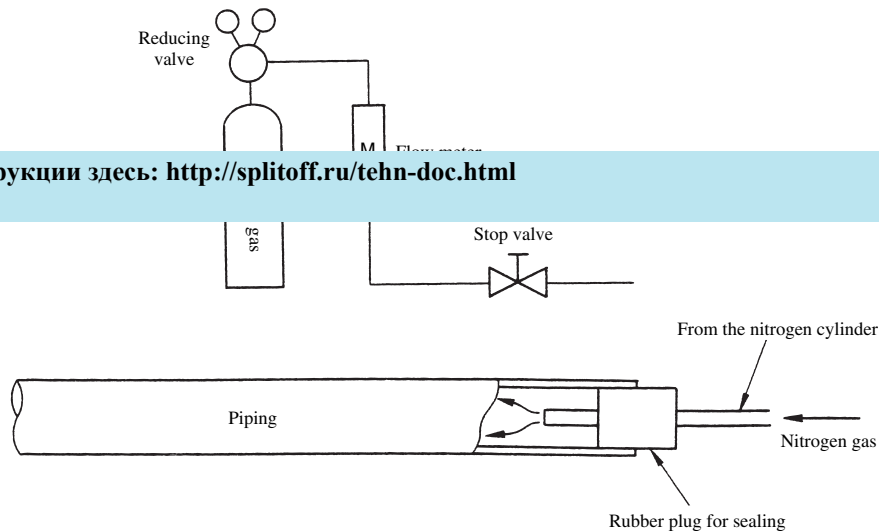 Reducing
valve
M
рукции здесь: http://splitoff.ru/tehn-doc.html
gas
Stop valve
From the nitrogen cylinder
Piping
Nitrogen gas
Rubber plug for sealing